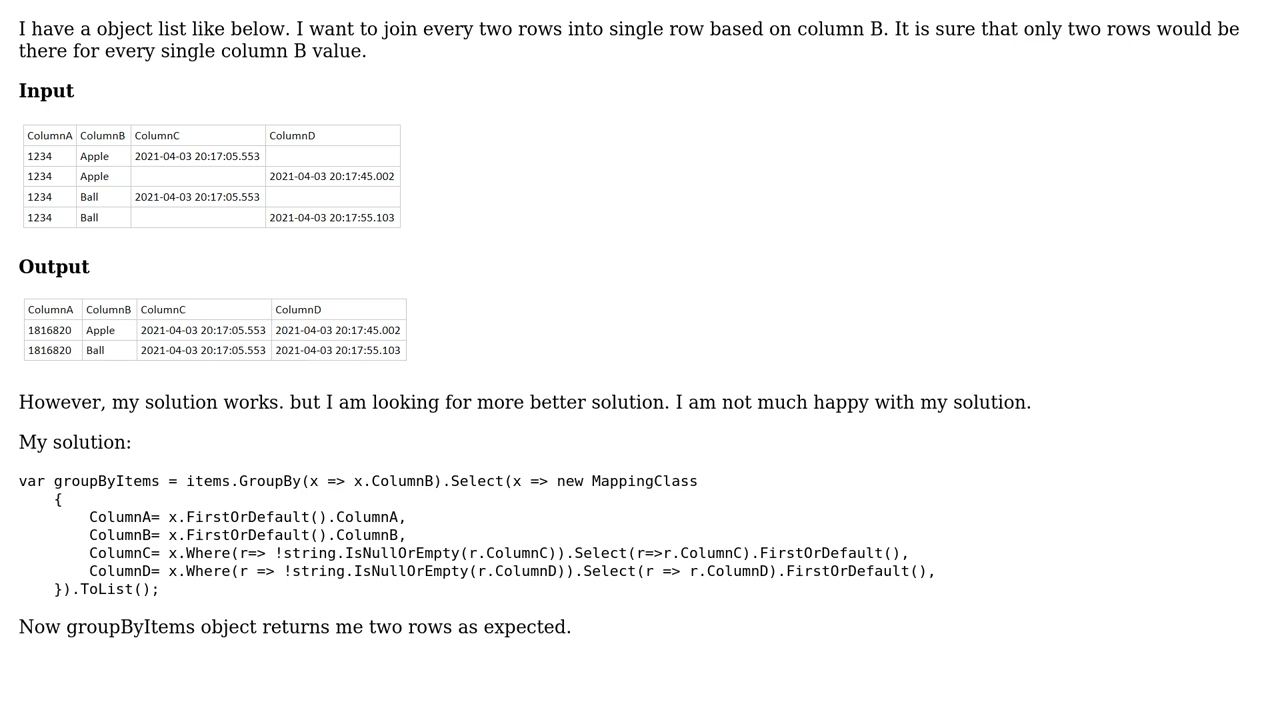 I have a object list like below. I want to join every two rows into single row based on column B. It is sure that only two rows would be
there for every single column B value.
Input
ColumnA ColumnB ColumnC ColumnD
1234 Apple 2021-04-03 20:17:05.553
1234 Apple 2021-04-03 20:17:45.002
1234 Ball 2021-04-03 20:17:05.553
1234 Ball 2021-04-03 20:17:55.103
Output
ColumnA ColumnB ColumnC ColumnD
1816820 Apple 2021-04-03 20:17:05.553 2021-04-03 20:17:45.002
1816820 Ball 2021-04-03 20:17:05.553 2021-04-03 20:17:55.103
However, my solution works. but I am looking for more better solution. I am not much happy with my solution.
My solution:
var groupByItems = items.GroupBy(x => x.ColumnB).Select(x => new MappingClass
    {
        ColumnA= x.FirstOrDefault().ColumnA,
        ColumnB= x.FirstOrDefault().ColumnB,
        ColumnC= x.Where(r=> !string.IsNullOrEmpty(r.ColumnC)).Select(r=>r.ColumnC).FirstOrDefault(),
        ColumnD= x.Where(r => !string.IsNullOrEmpty(r.ColumnD)).Select(r => r.ColumnD).FirstOrDefault(),
    }).ToList();
Now groupByItems object returns me two rows as expected.